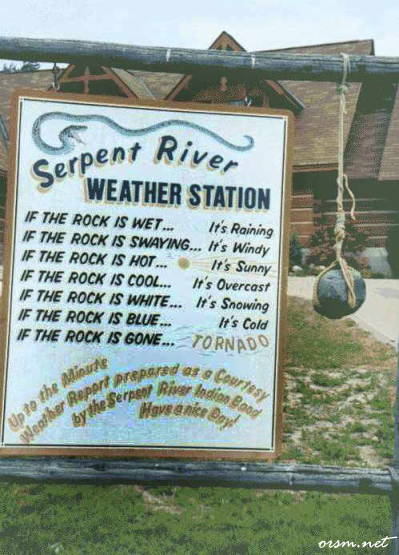 Serpent River
WEATHER STATION
IF THE ROCK IS WET... It's Raining
IF THE ROCK IS SWAYING... It's Windy
IF THE ROCK IS HOT... It's Sunny
IF THE ROCK IS COOL... It's Overcast
IF THE ROCK IS WHITE... It's Snowing
IF THE ROCK IS BLUE... It's Cold
IF THE ROCK IS GONE... TORNADO
Up to the Minute
Weather Report prepared as a Courtesy
by the Serpent River Indian Band
Have a nice Day!
orsm.net